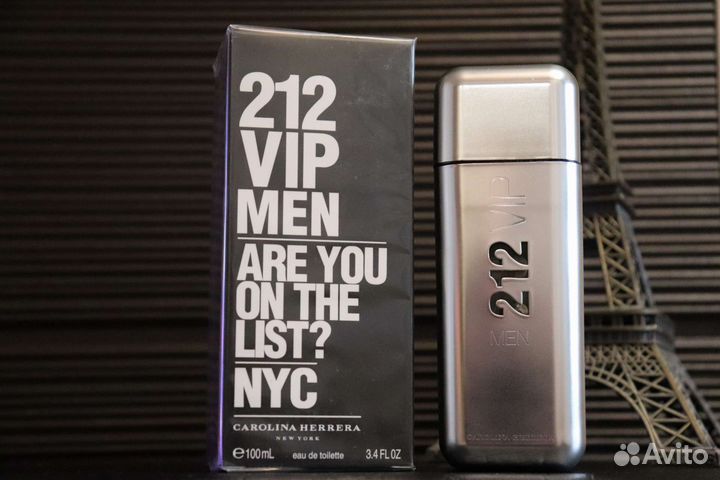 212
VIP
MEN
ARE YOU
ON THE
LIST?
NYC
CAROLINA HERRERA
NEW YORK
℮100mL eau de toilette 3.4 FL OZ
212 VIP
MEN
CAROLINA HERRERA
Avito